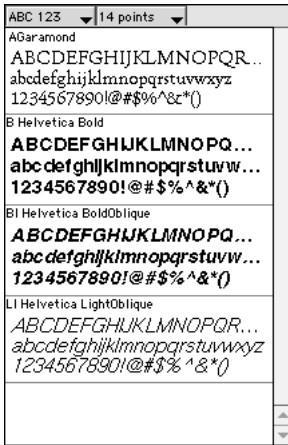 ABC 123 14 points
AGaramond
ABCDEFGHIJKLMNOPQR...
abcdefghijklmnopqrstuvwxyz
1234567890!@#$%^&*()
B Helvetica Bold
ABCDEFGHIJKLMNOPQ...
abcdefghijklmnopqrstuvw...
1234567890!@#$%^&*()
BI Helvetica BoldOblique
ABCDEFGHIJKLMNOPQ...
abcdefghijklmnopqrstuvw...
1234567890!@#$%^&*()
LI Helvetica LightOblique
ABCDEFGHIJKLMNOPQR...
abcdefghijklmnopqrstuvwxyz
1234567890!@#$%^&*()